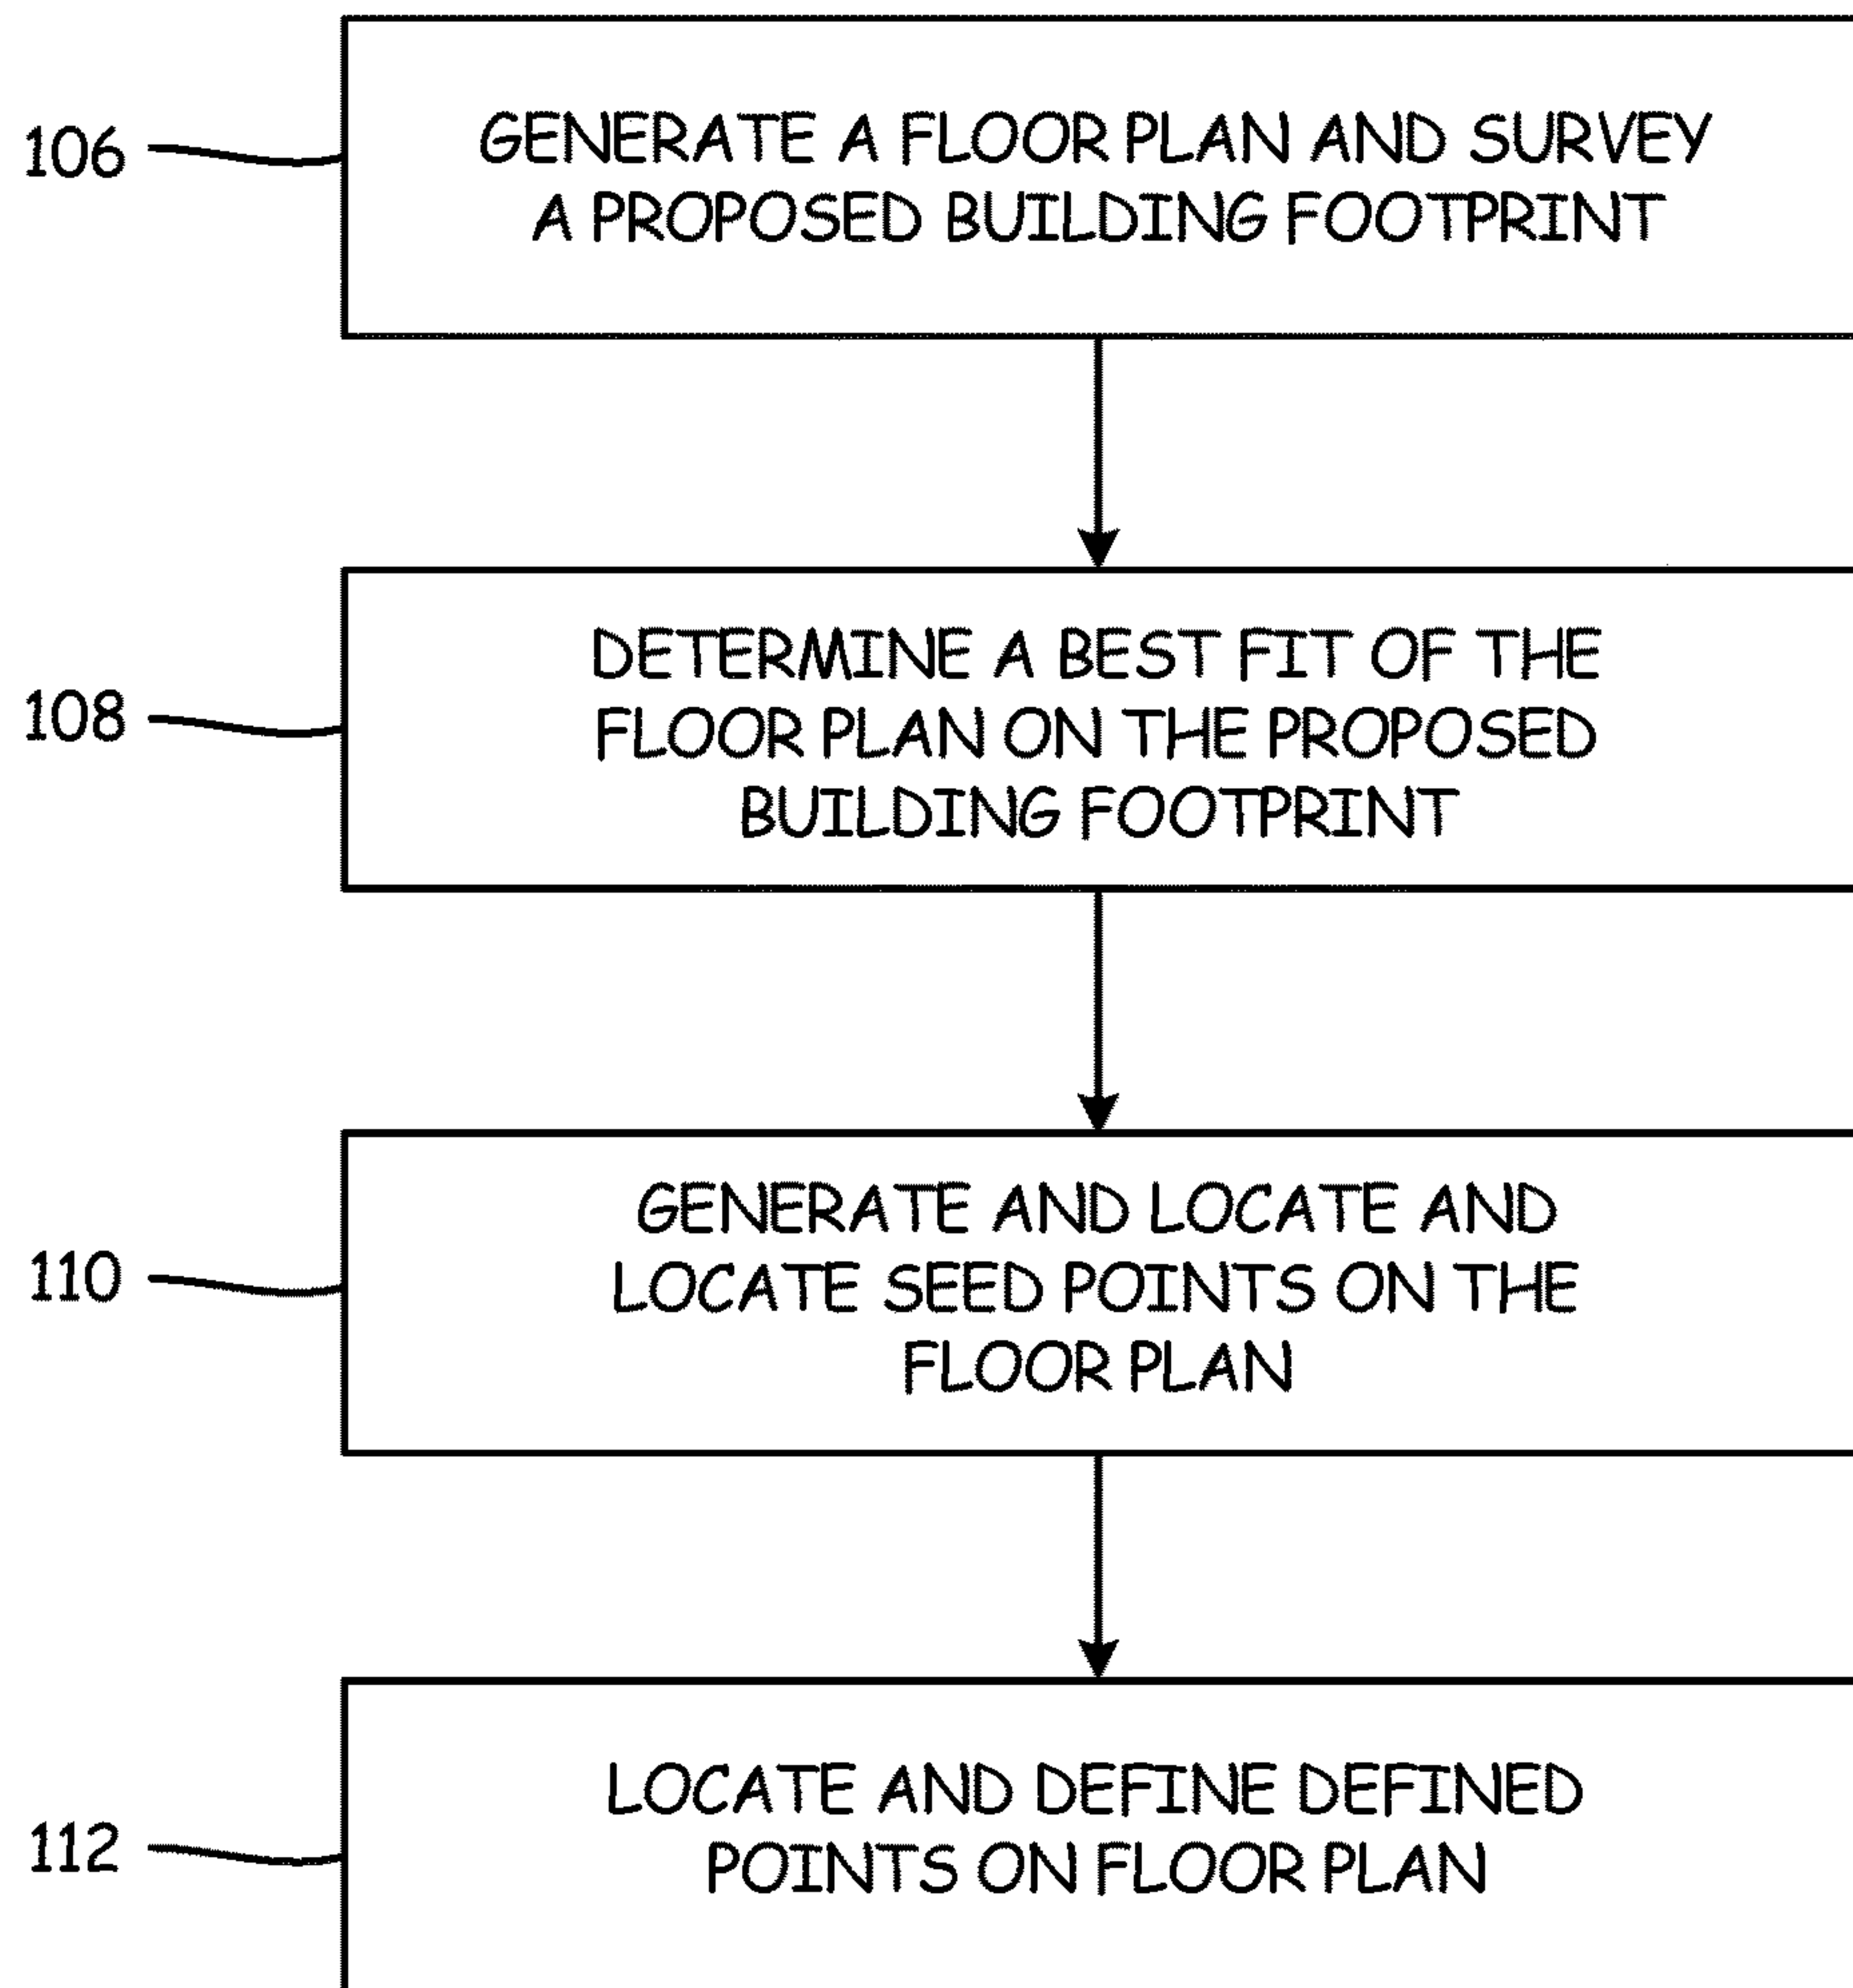 106
GENERATE A FLOOR PLAN AND SURVEY
A PROPOSED BUILDING FOOTPRINT
108
DETERMINE A BEST FIT OF THE
FLOOR PLAN ON THE PROPOSED
BUILDING FOOTPRINT
110
GENERATE AND LOCATE AND
LOCATE SEED POINTS ON THE
FLOOR PLAN
112
LOCATE AND DEFINE DEFINED
POINTS ON FLOOR PLAN